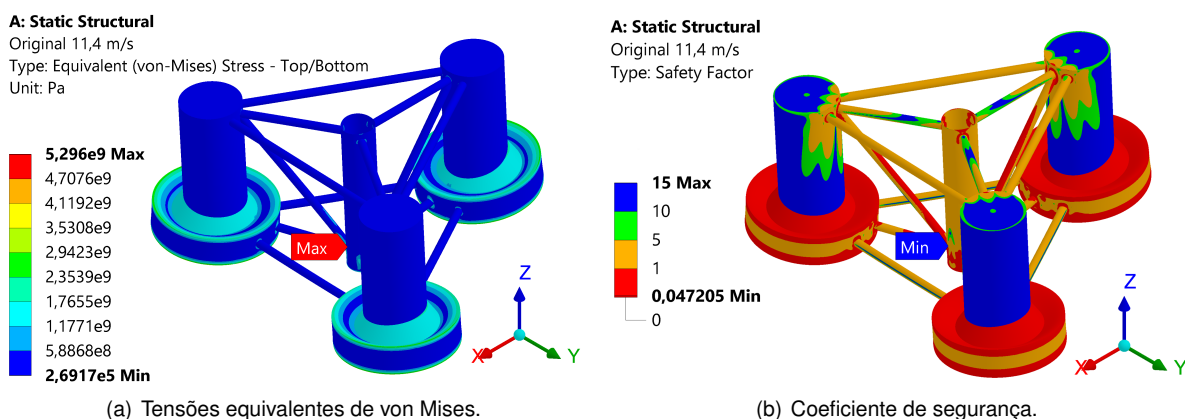 A: Static Structural
Original 11,4 m/s
Type: Equivalent (von-Mises) Stress - Top/Bottom
Unit: Pa
5,296e9 Max
4,7076e9
4,1192e9
3,5308e9
2,9423e9
2,3539e9
1,7655e9
1,1771e9
5,8868e8
2,6917e5 Min
Max
Z
X
Y
(a) Tensões equivalentes de von Mises.
A: Static Structural
Original 11,4 m/s
Type: Safety Factor
15 Max
10
5
1
0,047205 Min
0
Min
Z
X
Y
(b) Coeficiente de segurança.